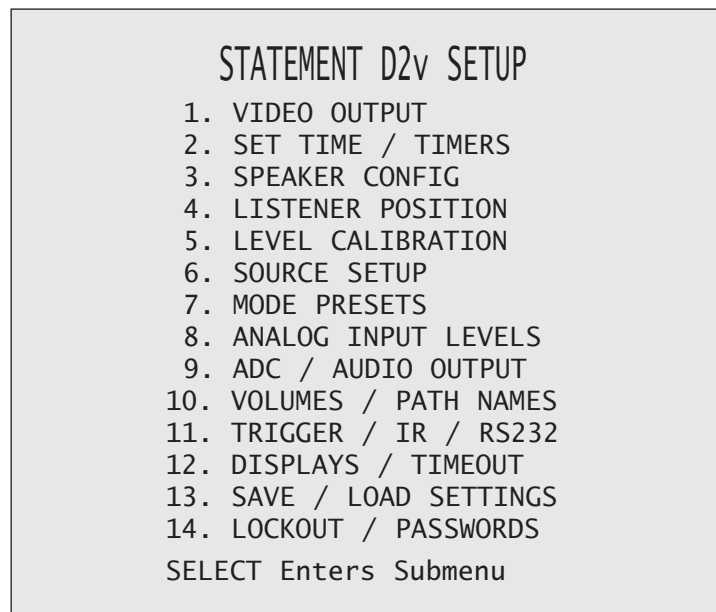 STATEMENT D2v SETUP
1. VIDEO OUTPUT
2. SET TIME / TIMERS
3. SPEAKER CONFIG
4. LISTENER POSITION
5. LEVEL CALIBRATION
6. SOURCE SETUP
7. MODE PRESETS
8. ANALOG INPUT LEVELS
9. ADC / AUDIO OUTPUT
10. VOLUMES / PATH NAMES
11. TRIGGER / IR / RS232
12. DISPLAYS / TIMEOUT
13. SAVE / LOAD SETTINGS
14. LOCKOUT / PASSWORDS
SELECT Enters Submenu